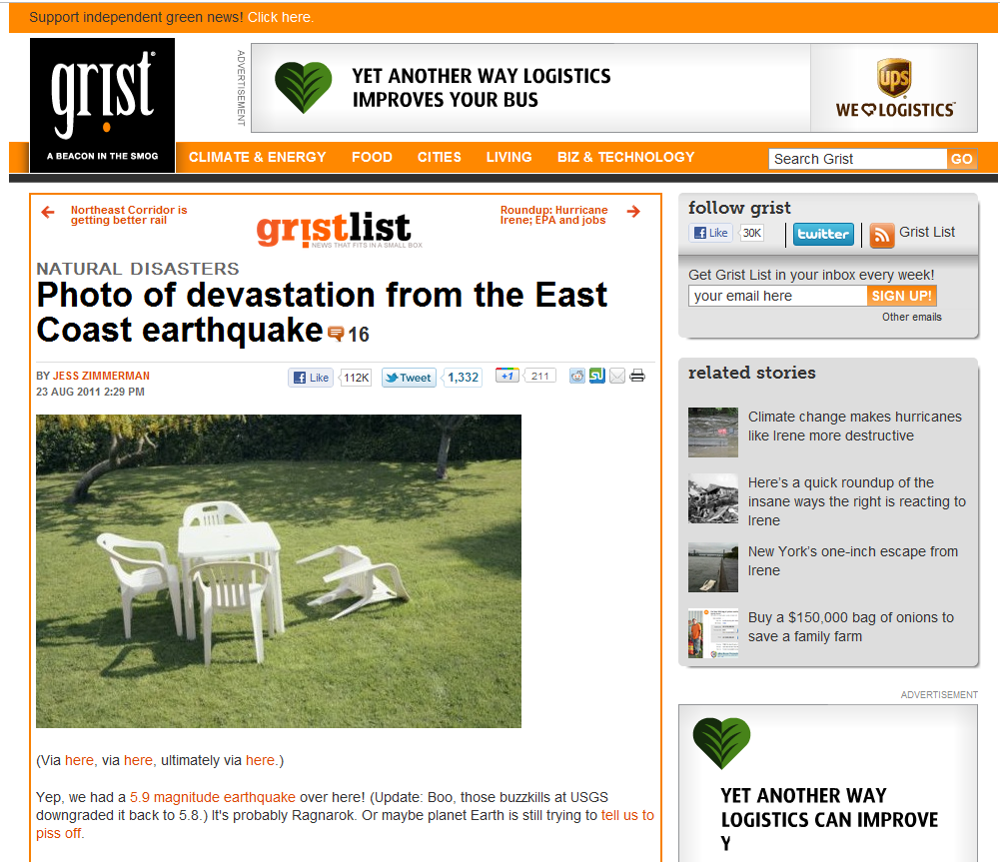 Support independent green news! Click here.
grist
A BEACON IN THE SMOG
ADVERTISEMENT
YET ANOTHER WAY LOGISTICS
IMPROVES YOUR BUS
ups
WE LOGISTICS
CLIMATE & ENERGY FOOD CITIES LIVING BIZ & TECHNOLOGY
Search Grist GO
Northeast Corridor is
getting better rail
gristlist
NEWS THAT FITS IN A SMALL BOX
Roundup: Hurricane
Irene; EPA and jobs
NATURAL DISASTERS
Photo of devastation from the East
Coast earthquake 16
BY JESS ZIMMERMAN
23 AUG 2011 2:29 PM
Like 112K Tweet 1,332 +1 211
(Via here, via here, ultimately via here.)
Yep, we had a 5.9 magnitude earthquake over here! (Update: Boo, those buzzkills at USGS
downgraded it back to 5.8.) It's probably Ragnarok. Or maybe planet Earth is still trying to tell us to
piss off.
follow grist
Like 30K twitter Grist List
Get Grist List in your inbox every week!
your email here SIGN UP!
Other emails
related stories
Climate change makes hurricanes
like Irene more destructive
Here's a quick roundup of the
insane ways the right is reacting to
Irene
New York's one-inch escape from
Irene
Buy a $150,000 bag of onions to
save a family farm
ADVERTISEMENT
YET ANOTHER WAY
LOGISTICS CAN IMPROVE
Y